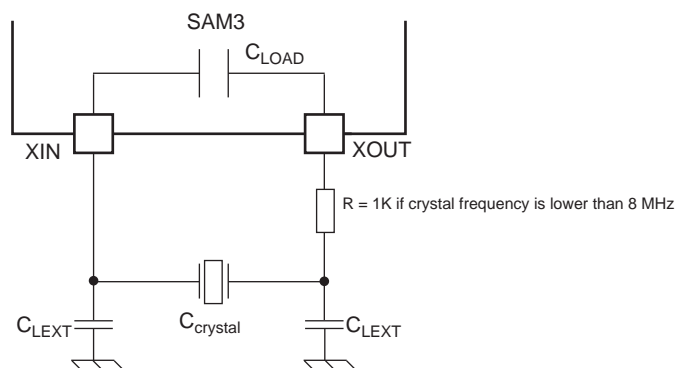 SAM3
CLOAD
XIN
XOUT
R = 1K if crystal frequency is lower than 8 MHz
CLEXT
Ccrystal
CLEXT